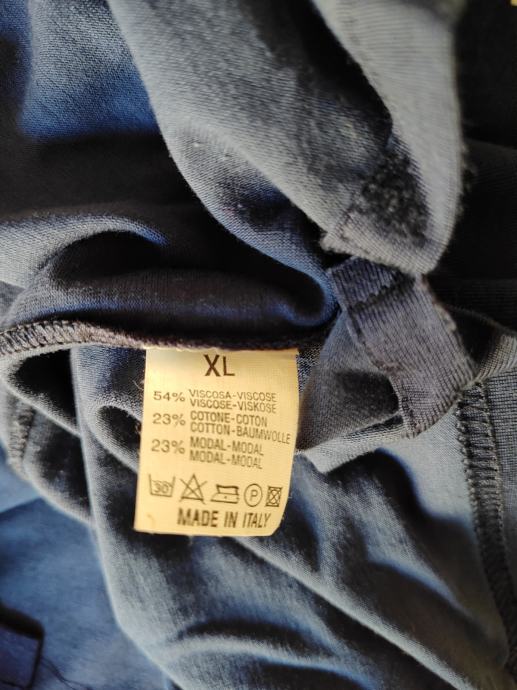 XL
54% VISCOSA-VISCOSE
VISCOSE-VISKOSE
23% COTONE-COTON
COTTON-BAUMWOLLE
23% MODAL-MODAL
MODAL-MODAL
30 P
MADE IN ITALY